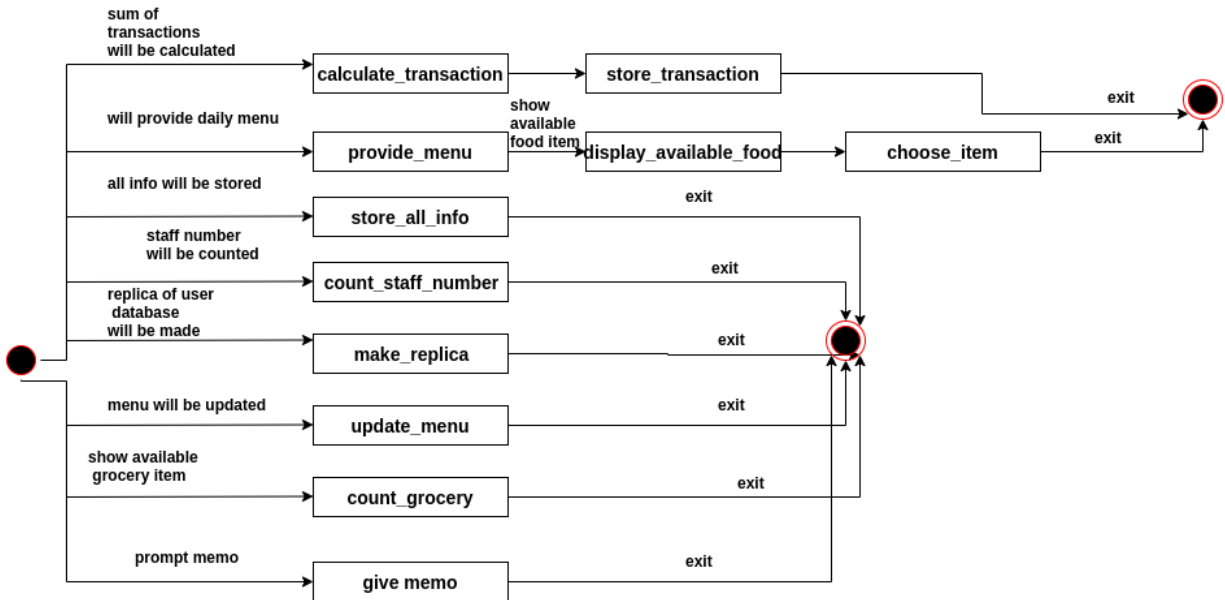 sum of
transactions
will be calculated
calculate_transaction
store_transaction
exit
will provide daily menu
provide_menu
show
available
food item
display_available_food
choose_item
exit
all info will be stored
store_all_info
exit
staff number
will be counted
count_staff_number
exit
replica of user
database
will be made
make_replica
exit
menu will be updated
update_menu
exit
show available
grocery item
count_grocery
exit
prompt memo
give memo
exit